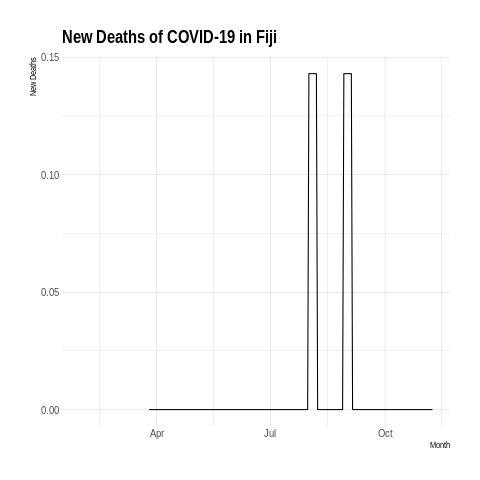 New Deaths of COVID-19 in Fiji
New Deaths
0.15
0.10
0.05
0.00
Apr Jul Oct
Month